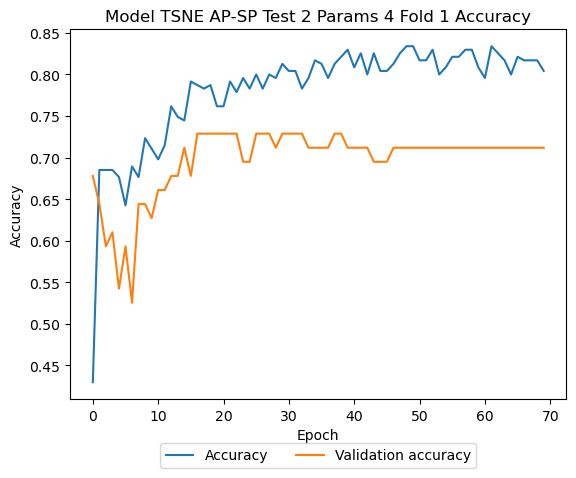 Model TSNE AP-SP Test 2 Params 4 Fold 1 Accuracy
0.85
0.80
0.75
0.70
0.65
0.60
0.55
0.50
0.45
Accuracy
0 10 20 30 40 50 60 70
Epoch
Accuracy Validation accuracy